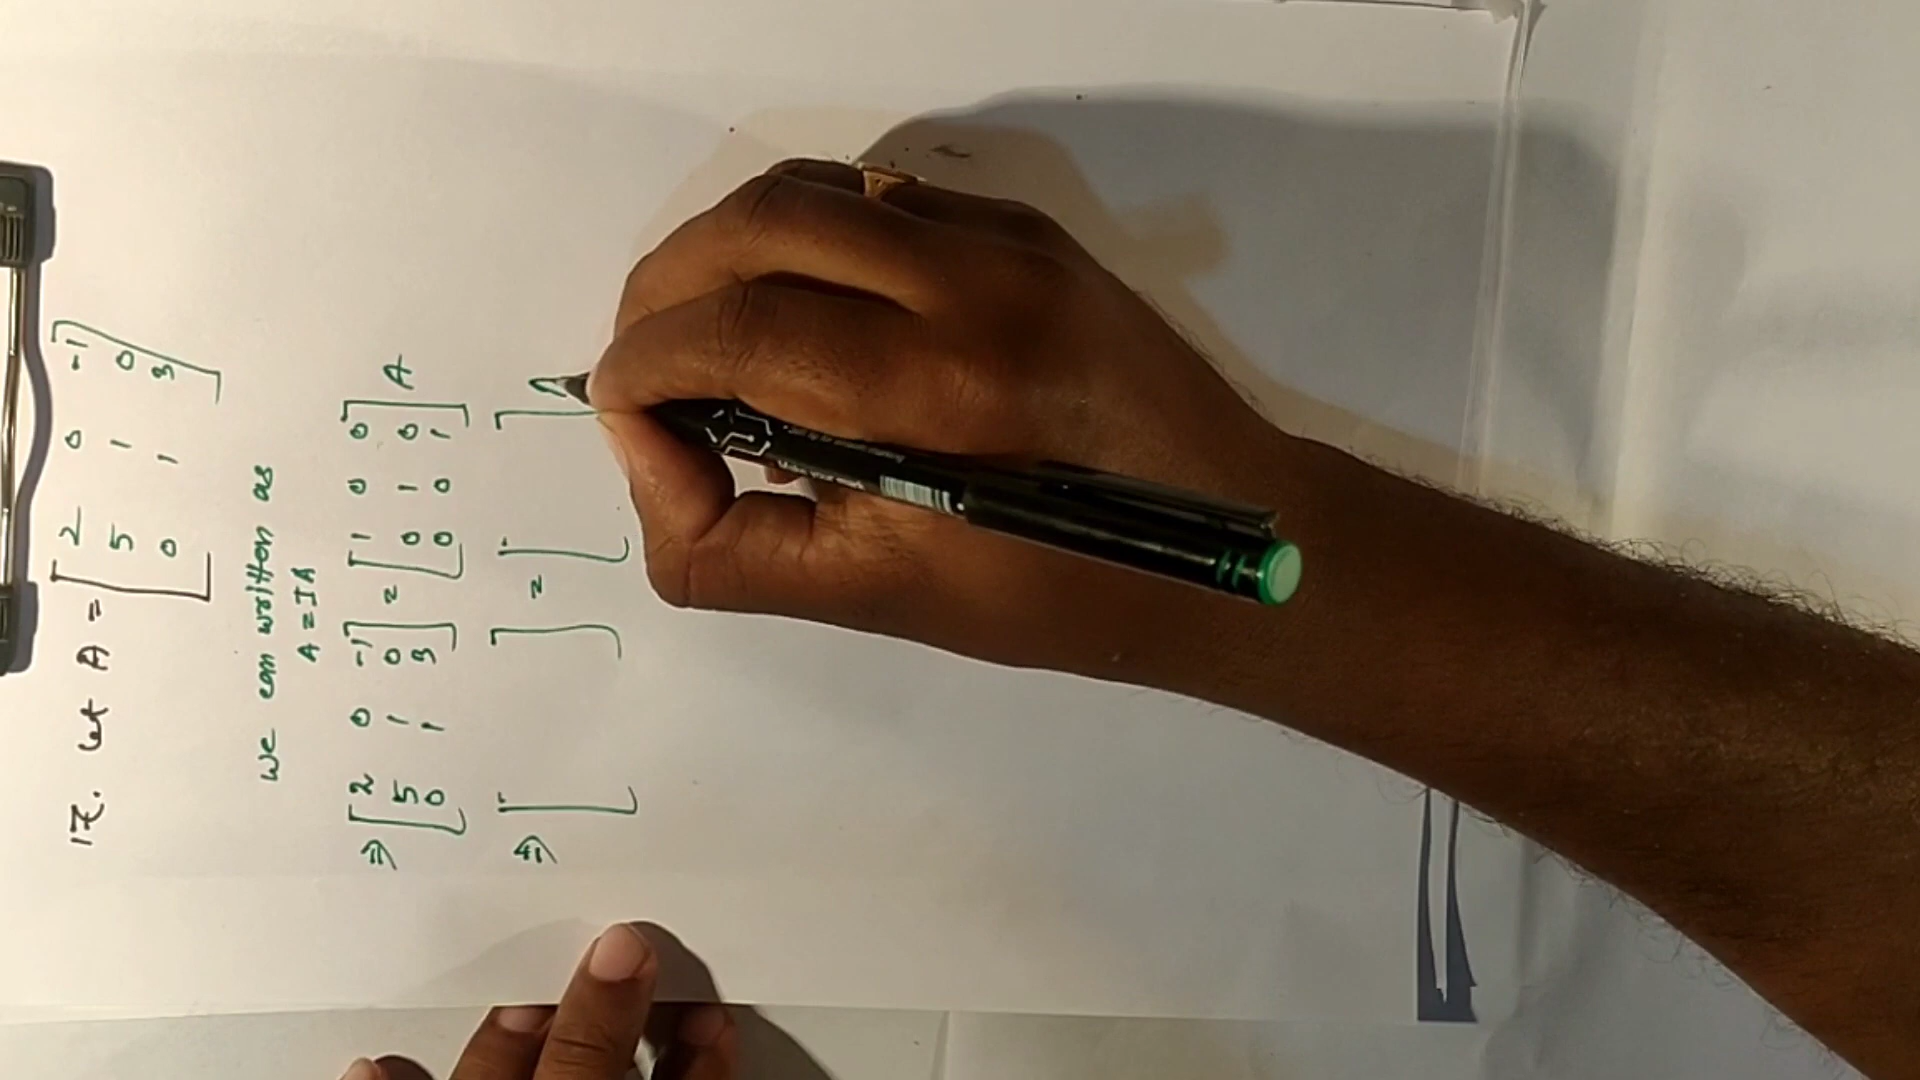 17. Let A = [2 0 -1
5 1 0
0 1 3]
we can written as
A = IA
⇒ [2 0 -1] = [1 0 0] A
5 1 0 0 1 0
0 1 3 0 0 1
⇒ [ ] = [ ]